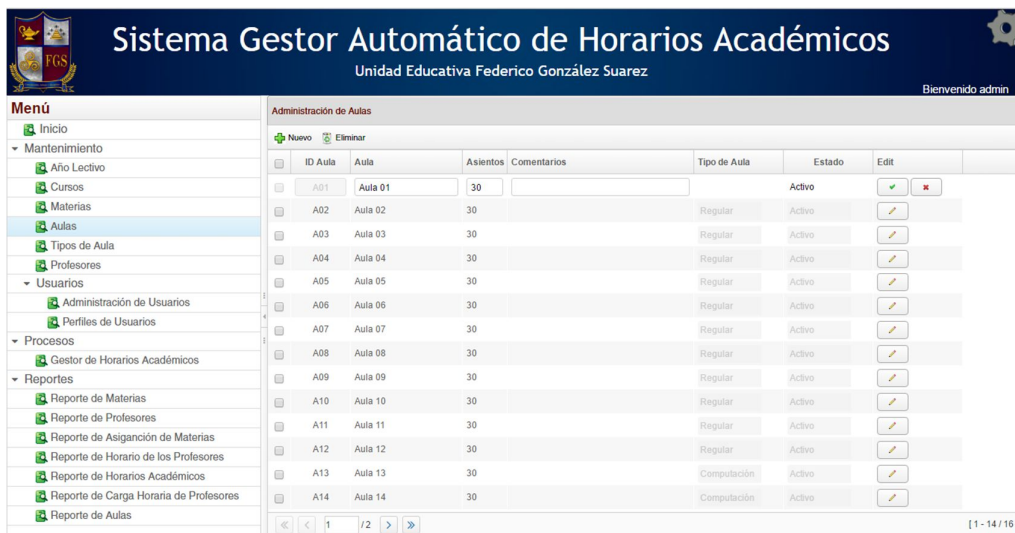 FGS
Sistema Gestor Automático de Horarios Académicos
Unidad Educativa Federico González Suarez
Bienvenido admin
Menú
Inicio
Mantenimiento
Año Lectivo
Cursos
Materias
Aulas
Tipos de Aula
Profesores
Usuarios
Administración de Usuarios
Perfiles de Usuarios
Procesos
Gestor de Horarios Académicos
Reportes
Reporte de Materias
Reporte de Profesores
Reporte de Asiganción de Materias
Reporte de Horario de los Profesores
Reporte de Horarios Académicos
Reporte de Carga Horaria de Profesores
Reporte de Aulas
Administración de Aulas
Nuevo Eliminar
ID Aula Aula Asientos Comentarios Tipo de Aula Estado Edit
A01 Aula 01 30 Activo
A02 Aula 02 30 Regular Activo
A03 Aula 03 30 Regular Activo
A04 Aula 04 30 Regular Activo
A05 Aula 05 30 Regular Activo
A06 Aula 06 30 Regular Activo
A07 Aula 07 30 Regular Activo
A08 Aula 08 30 Regular Activo
A09 Aula 09 30 Regular Activo
A10 Aula 10 30 Regular Activo
A11 Aula 11 30 Regular Activo
A12 Aula 12 30 Regular Activo
A13 Aula 13 30 Computación Activo
A14 Aula 14 30 Computación Activo
1 /2 [ 1 - 14 / 16